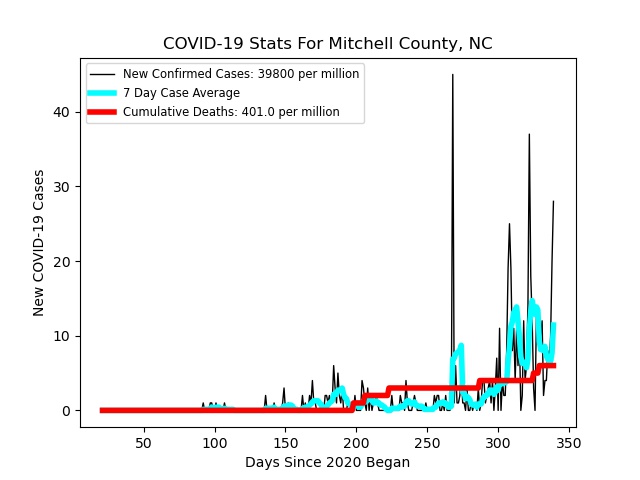 COVID-19 Stats For Mitchell County, NC
New Confirmed Cases: 39800 per million
7 Day Case Average
Cumulative Deaths: 401.0 per million
New COVID-19 Cases
40
30
20
10
0
50
100
150
200
250
300
350
Days Since 2020 Began